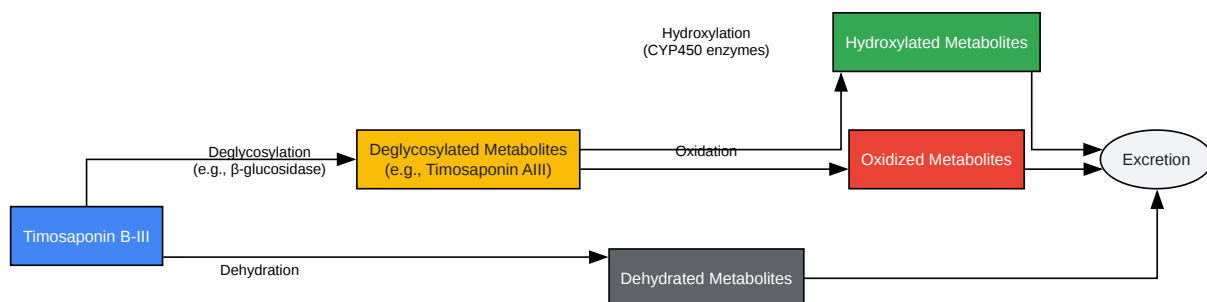 Hydroxylation
(CYP450 enzymes)
Hydroxylated Metabolites
Deglycosylation
(e.g., β-glucosidase)
Deglycosylated Metabolites
(e.g., Timosaponin AIII)
Oxidation
Oxidized Metabolites
Excretion
Timosaponin B-III
Dehydration
Dehydrated Metabolites